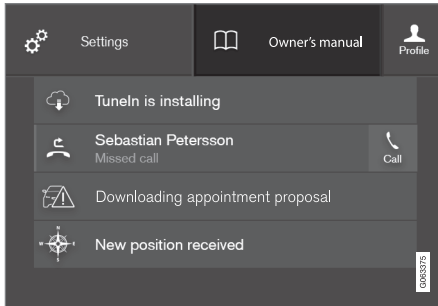 Settings
Owner's manual
Profile
TuneIn is installing
Sebastian Petersson
Missed call
Call
Downloading appointment proposal
New position received
G063375